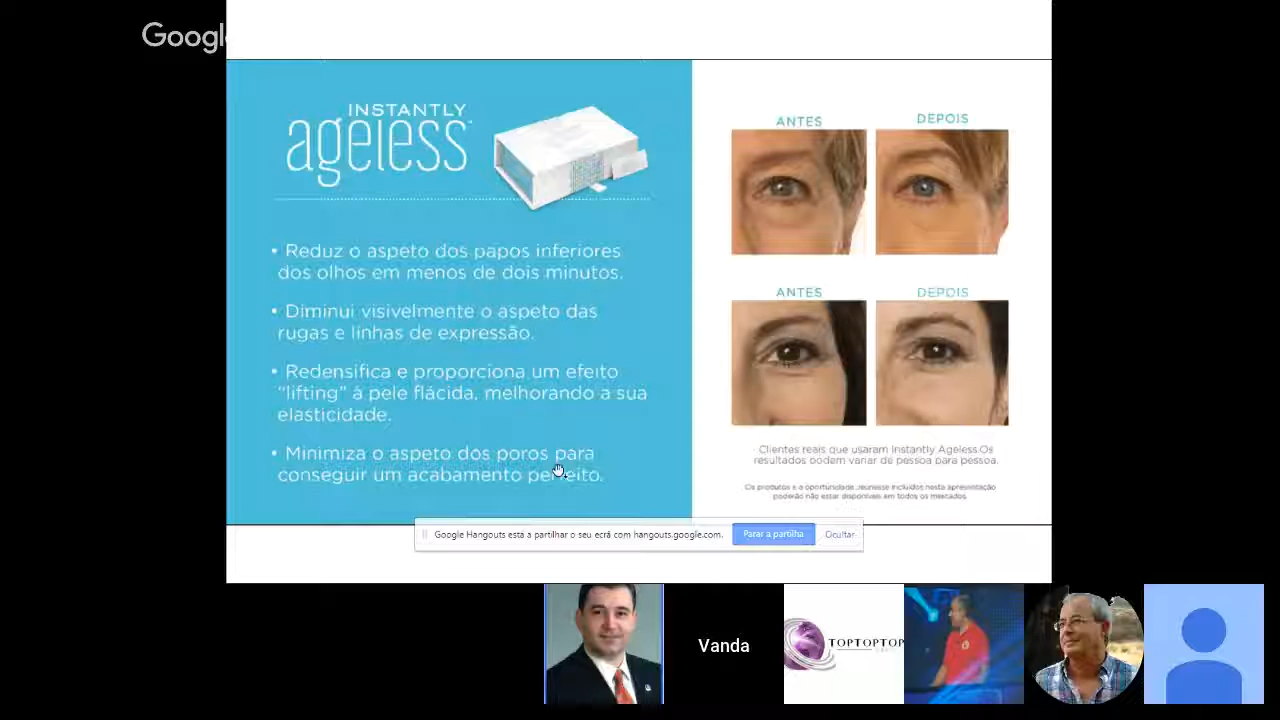 Google
INSTANTLY
ageless
• Reduz o aspeto dos papos inferiores
dos olhos em menos de dois minutos.
• Diminui visivelmente o aspeto das
rugas e linhas de expressão.
• Redensifica e proporciona um efeito
“lifting” à pele flácida, melhorando a sua
elasticidade.
• Minimiza o aspeto dos poros para
conseguir um acabamento perfeito.
ANTES
DEPOIS
ANTES
DEPOIS
Clientes reais que usaram Instantly Ageless.Os
resultados podem variar de pessoa para pessoa.
Os produtos e a oportunidade Jeunesse incluidos nesta apresentação
poderão não estar disponíveis em todos os mercados.
Google Hangouts está a partilhar o seu ecrã com hangouts.google.com.
Parar a partilha
Ocultar
Vanda
TOPTOPTOP